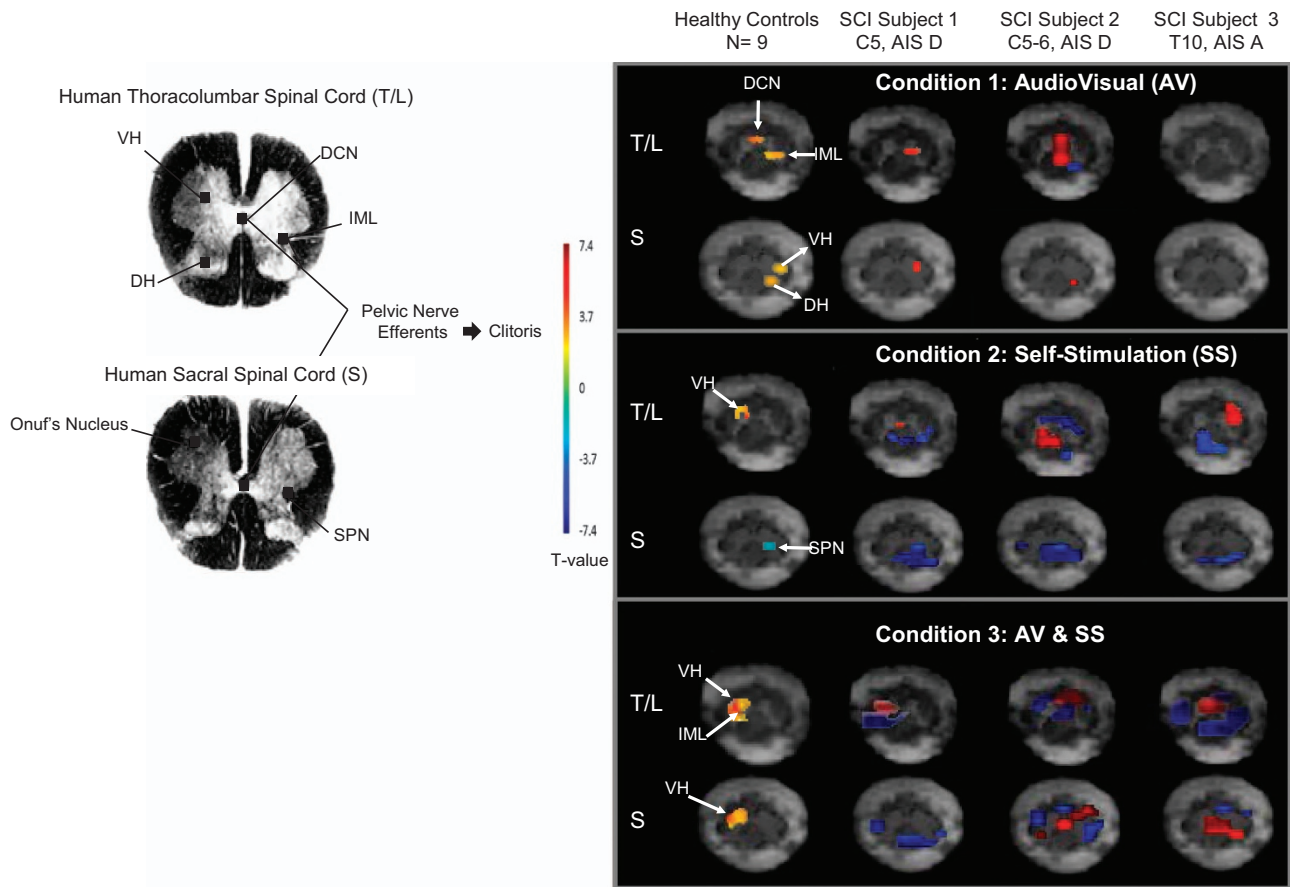 Healthy Controls
N= 9
SCI Subject 1
C5, AIS D
SCI Subject 2
C5-6, AIS D
SCI Subject 3
T10, AIS A
Human Thoracolumbar Spinal Cord (T/L)
VH
DCN
IML
DH
Pelvic Nerve
Efferents
Clitoris
Human Sacral Spinal Cord (S)
Onuf's Nucleus
SPN
7.4
3.7
0
-3.7
-7.4
T-value
Condition 1: AudioVisual (AV)
DCN
T/L
IML
S
VH
DH
Condition 2: Self-Stimulation (SS)
VH
T/L
S
SPN
Condition 3: AV & SS
VH
T/L
IML
VH
S